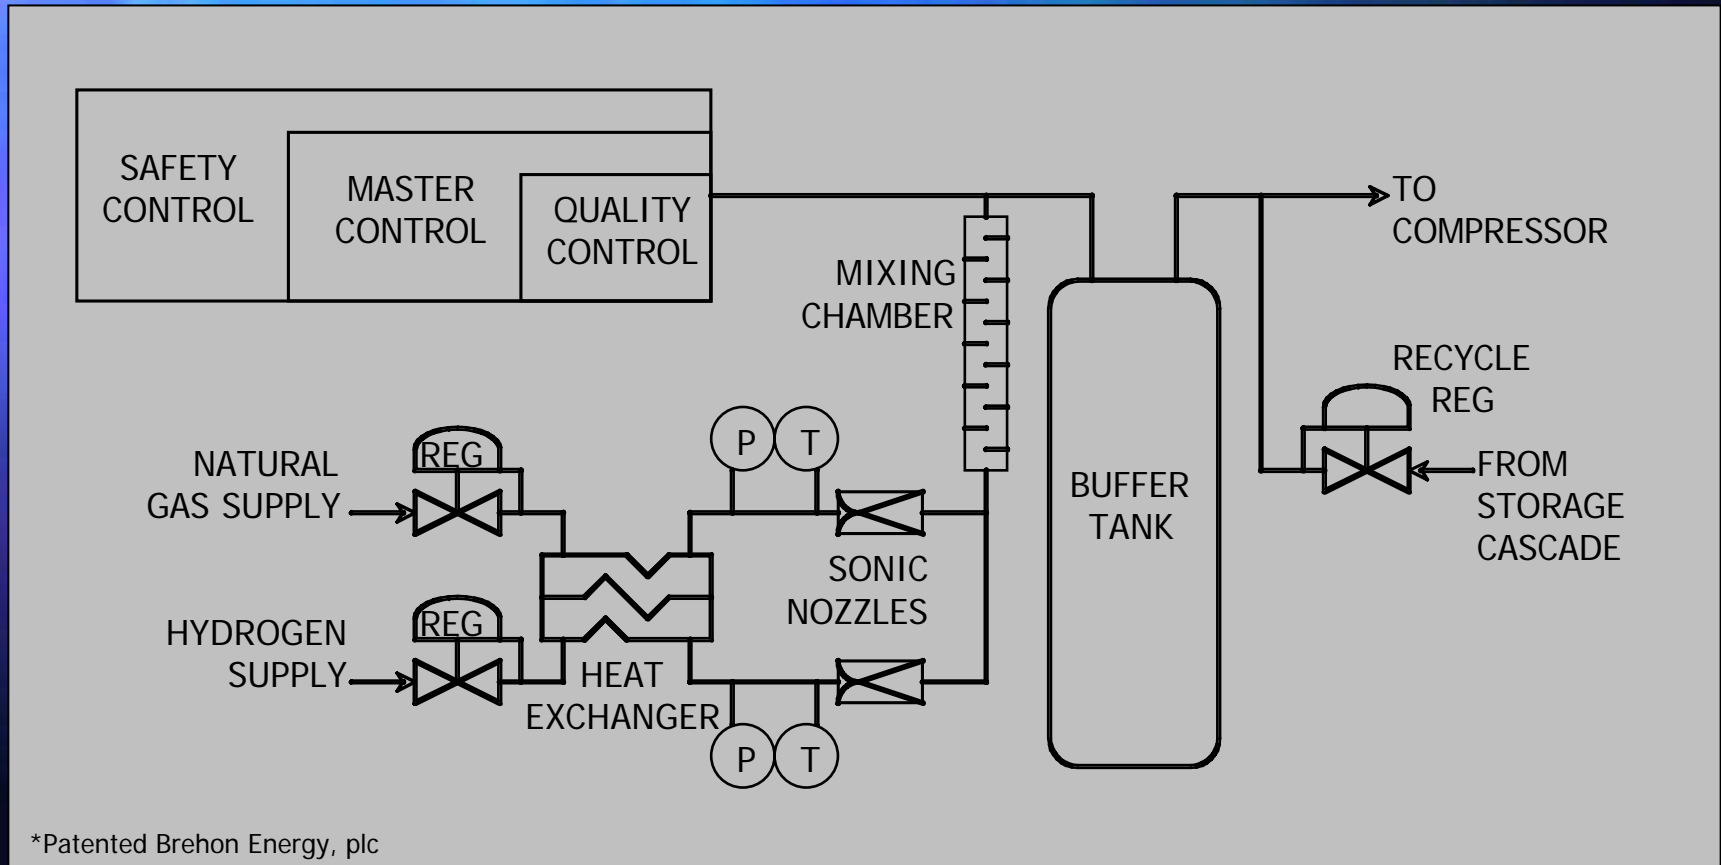 SAFETY
CONTROL
MASTER
CONTROL
QUALITY
CONTROL
TO
COMPRESSOR
MIXING
CHAMBER
RECYCLE
REG
FROM
STORAGE
CASCADE
BUFFER
TANK
NATURAL
GAS SUPPLY
REG
P T
SONIC
NOZZLES
HYDROGEN
SUPPLY
REG
HEAT
EXCHANGER
P T
*Patented Brehon Energy, plc